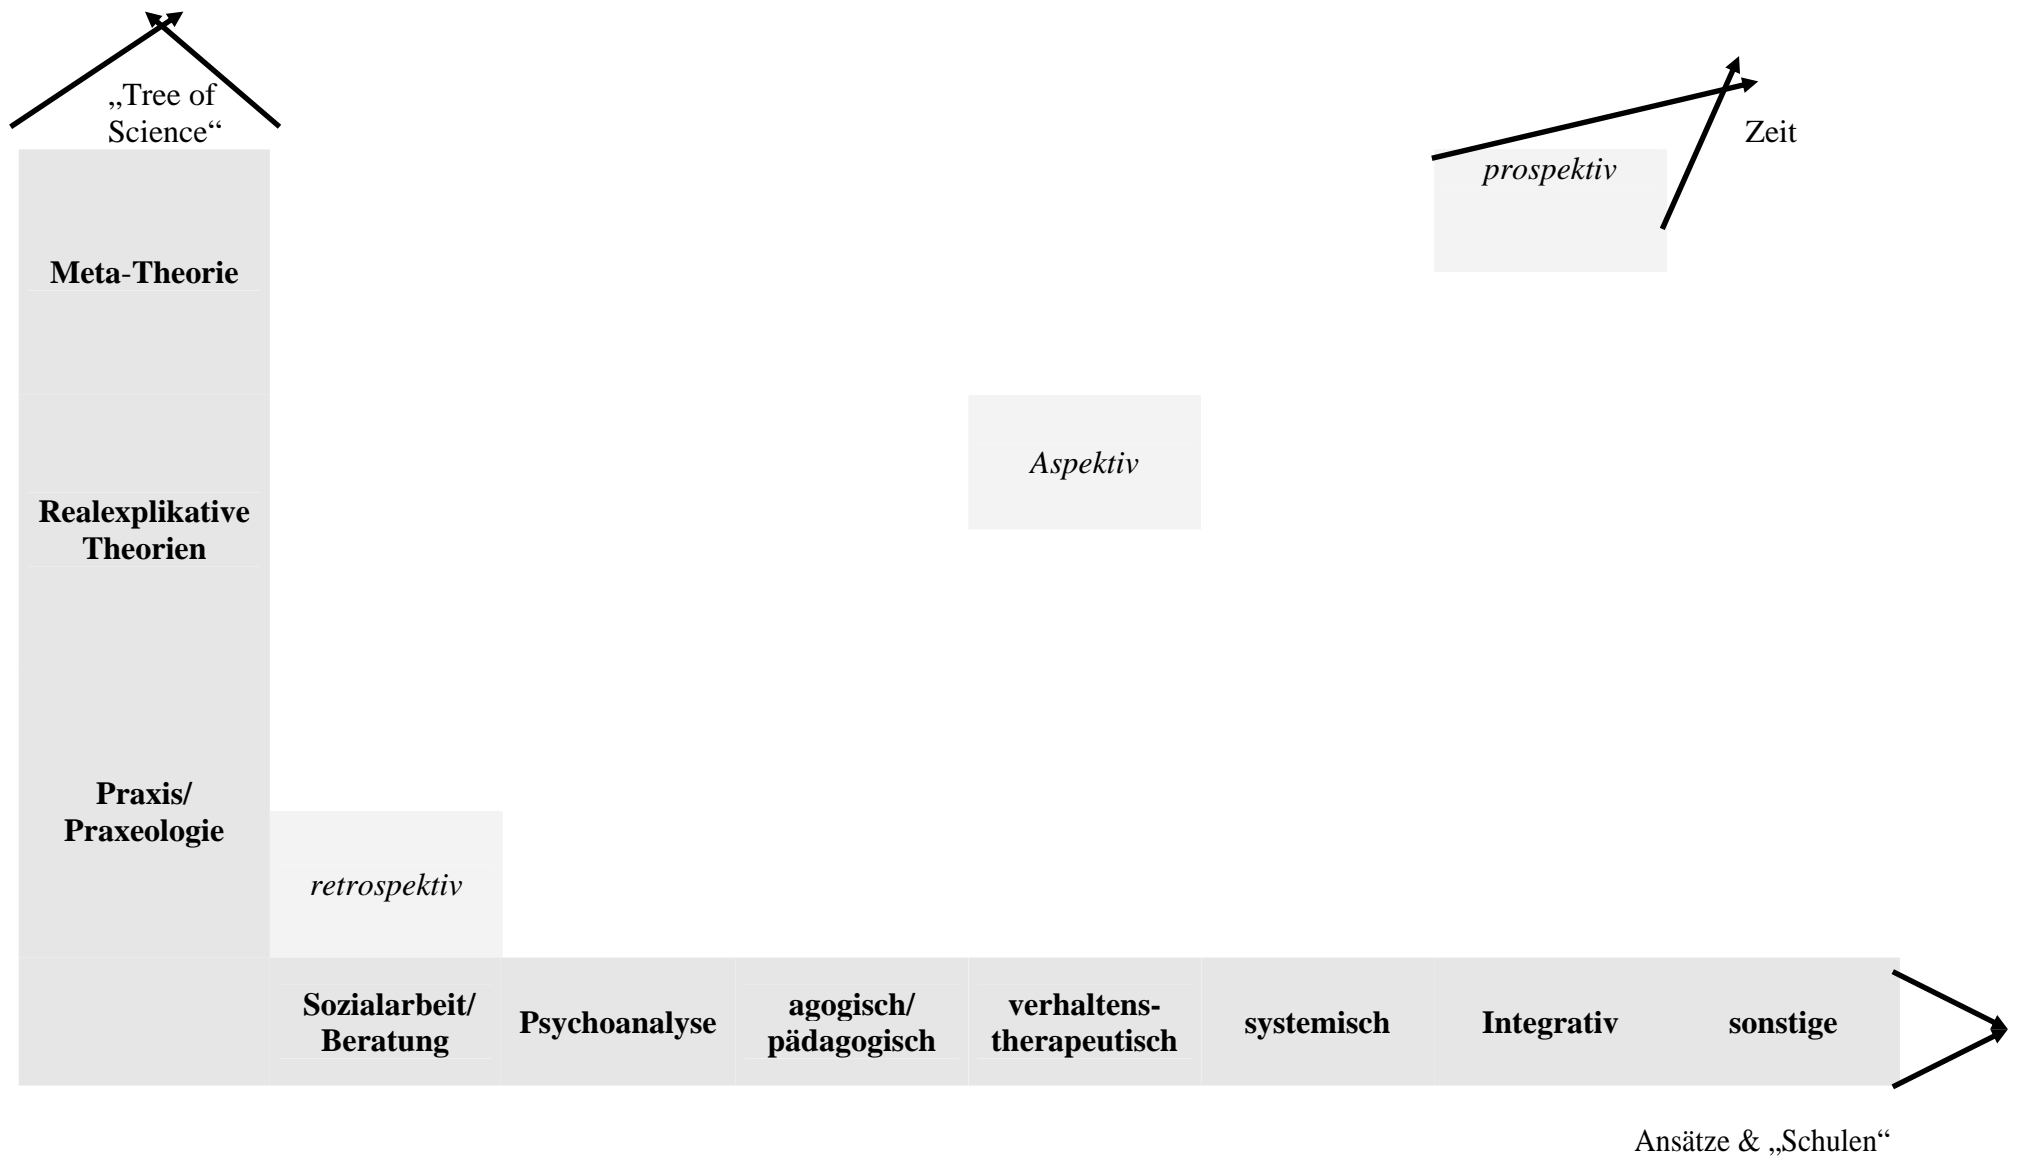 „Tree of
Science“
Zeit
prospektiv
Meta-Theorie
Aspektiv
Realexplikative
Theorien
Praxis/
Praxeologie
retrospektiv
Sozialarbeit/
Beratung
Psychoanalyse
agogisch/
pädagogisch
verhaltens-
therapeutisch
systemisch
Integrativ
sonstige
Ansätze & „Schulen“